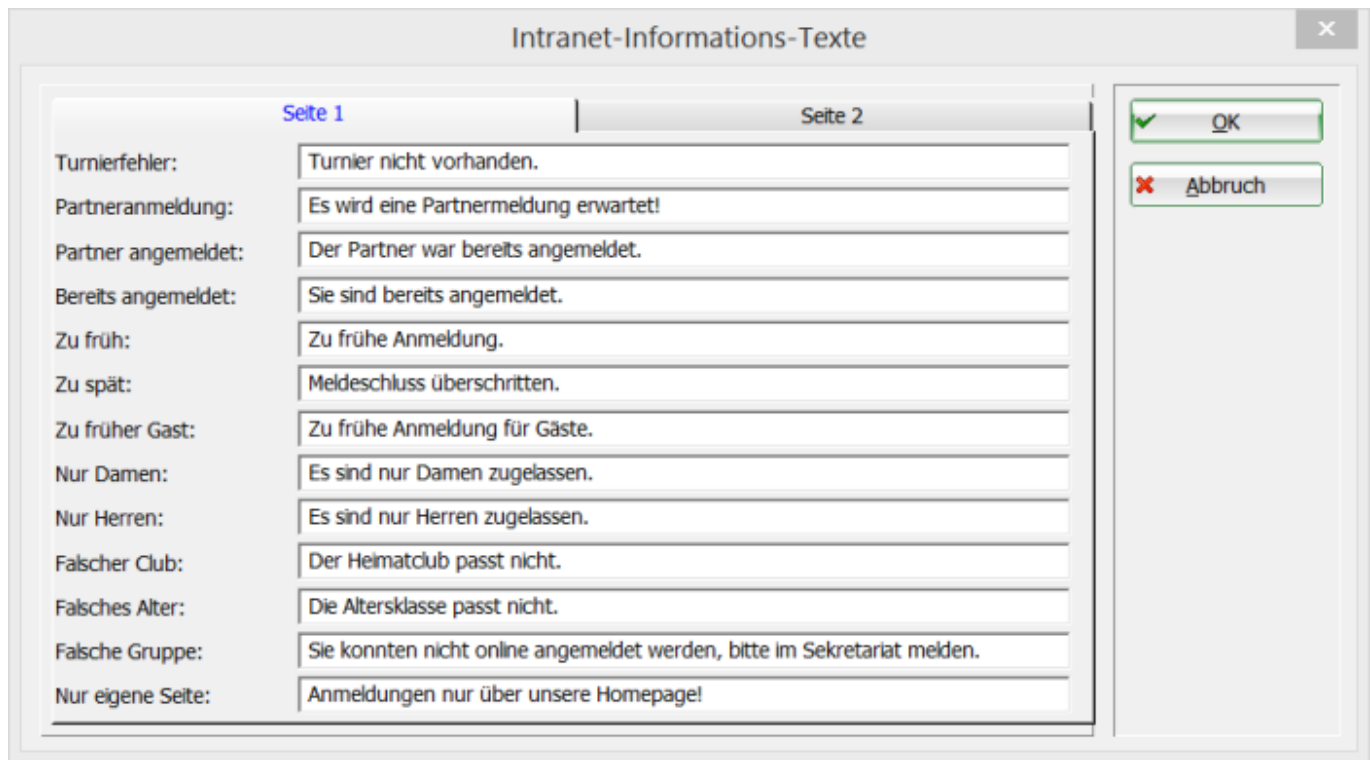 Intranet-Informations-Texte
Seite 1 Seite 2
OK
Abbruch
Turnierfehler: Turnier nicht vorhanden.
Partneranmeldung: Es wird eine Partnermeldung erwartet!
Partner angemeldet: Der Partner war bereits angemeldet.
Bereits angemeldet: Sie sind bereits angemeldet.
Zu früh: Zu frühe Anmeldung.
Zu spät: Meldeschluss überschritten.
Zu früher Gast: Zu frühe Anmeldung für Gäste.
Nur Damen: Es sind nur Damen zugelassen.
Nur Herren: Es sind nur Herren zugelassen.
Falscher Club: Der Heimatclub passt nicht.
Falsches Alter: Die Altersklasse passt nicht.
Falsche Gruppe: Sie konnten nicht online angemeldet werden, bitte im Sekretariat melden.
Nur eigene Seite: Anmeldungen nur über unsere Homepage!